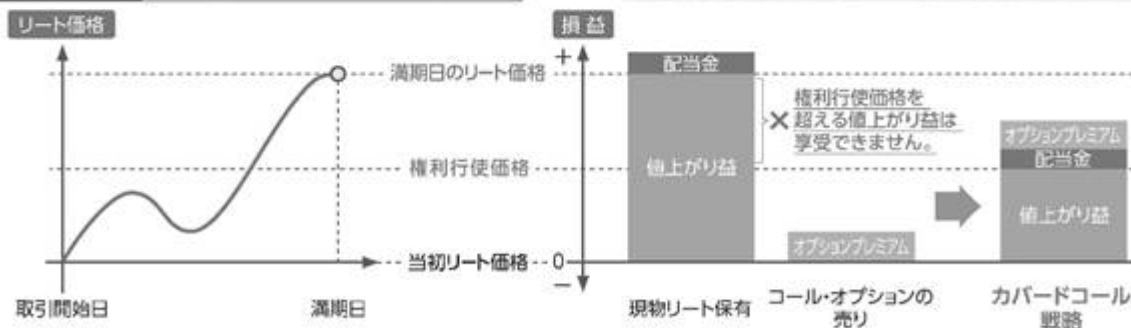 リート価格
満期日のリート価格
権利行使価格
当初リート価格
取引開始日
満期日
損益
+
0
−
配当金
値上がり益
×
権利行使価格を
超える値上がり益は
享受できません。
オプションプレミアム
オプションプレミアム
配当金
値上がり益
現物リート保有
コール・オプションの
売り
カバードコール
戦略